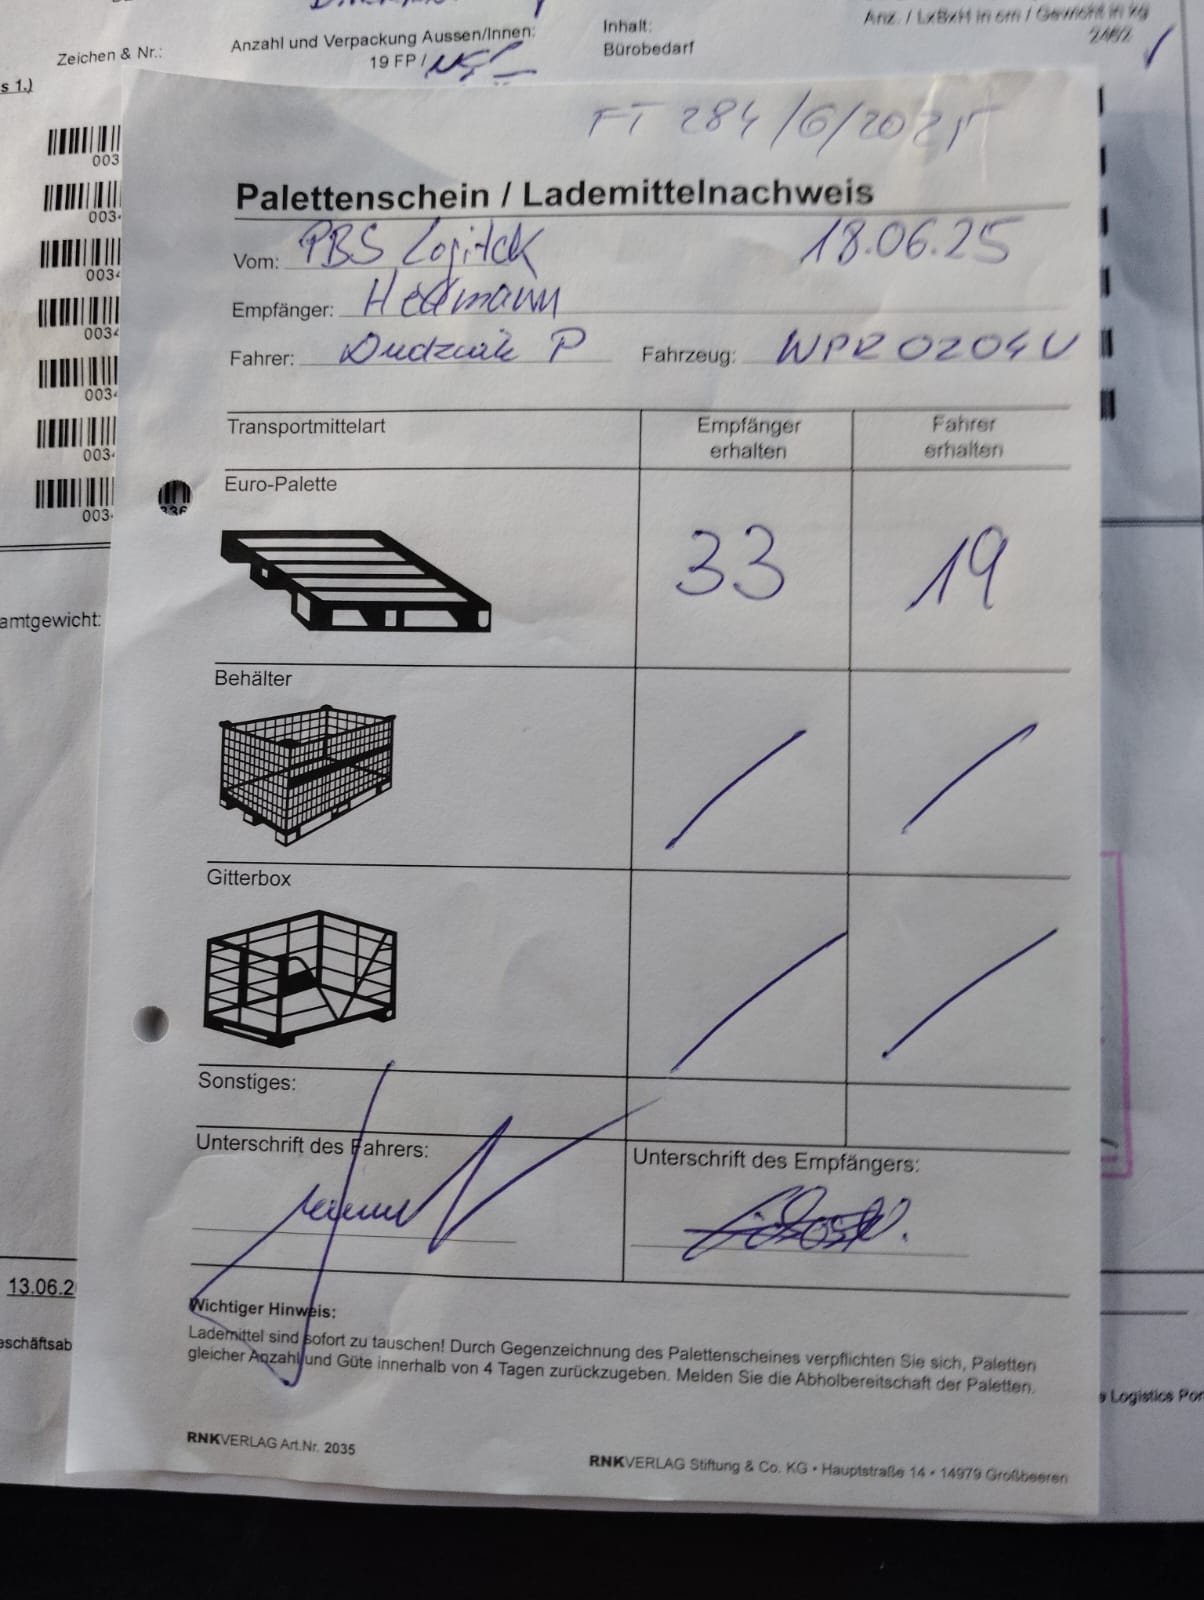 Anz. / LxBxH in cm / Gewicht in kg
Zeichen & Nr.:
Anzahl und Verpackung Aussen/Innen:
19 FP /
Inhalt:
Bürobedarf
s 1.)
003
003
003
003
003
003
003
amtgewicht:
13.06.2
eschäftsab
FT 284/6/2025
Palettenschein / Lademittelnachweis
Vom: PBS Logitek 18.06.25
Empfänger: Hellmann
Fahrer: P Fahrzeug: WPR 0204U
Transportmittelart Empfänger erhalten Fahrer erhalten
Euro-Palette 33 19
Behälter
Gitterbox
Sonstiges:
Unterschrift des Fahrers: Unterschrift des Empfängers:
Wichtiger Hinweis:
Lademittel sind sofort zu tauschen! Durch Gegenzeichnung des Palettenscheines verpflichten Sie sich, Paletten
gleicher Anzahl und Güte innerhalb von 4 Tagen zurückzugeben. Melden Sie die Abholbereitschaft der Paletten.
RNKVERLAG Art.Nr. 2035
RNKVERLAG Stiftung & Co. KG • Hauptstraße 14 • 14979 Großbeeren
Logistics Por